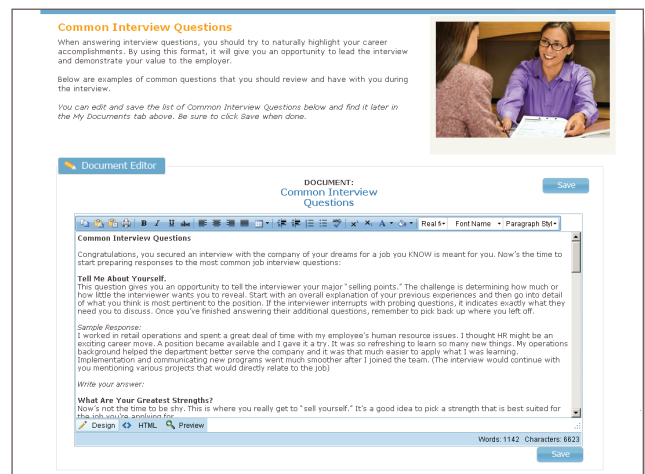 Common Interview Questions
When answering interview questions, you should try to naturally highlight your career
accomplishments. By using this format, it will give you an opportunity to lead the interview
and demonstrate your value to the employer.
Below are examples of common questions that you should review and have with you during
the interview.
You can edit and save the list of Common Interview Questions below and find it later in
the My Documents tab above. Be sure to click Save when done.
Document Editor
DOCUMENT:
Common Interview
Questions
Save
Real Font Name Paragraph Styl
Common Interview Questions
Congratulations, you secured an interview with the company of your dreams for a job you KNOW is meant for you. Now's the time to
start preparing responses to the most common job interview questions:
Tell Me About Yourself.
This question gives you an opportunity to tell the interviewer your major "selling points." The challenge is determining how much or
how little the interviewer wants you to reveal. Start with an overall explanation of your previous experiences and then go into detail
of what you think is most pertinent to the position. If the interviewer interrupts with probing questions, it indicates exactly what they
need you to discuss. Once you've finished answering their additional questions, remember to pick back up where you left off.
Sample Response:
I worked in retail operations and spent a great deal of time with my employee's human resource issues. I thought HR might be an
exciting career move. A position became available and I gave it a try. It was so refreshing to learn so many new things. My operations
background helped the department better serve the company and it was that much easier to apply what I was learning.
Implementation and communicating new programs went much smoother after I joined the team. (The interview would continue with
you mentioning various projects that would directly relate to the job)
Write your answer:
What Are Your Greatest Strengths?
Now's not the time to be shy. This is where you really get to "sell yourself." It's a good idea to pick a strength that is best suited for
the job you're applying for.
Design HTML Preview
Words: 1142 Characters: 6623
Save